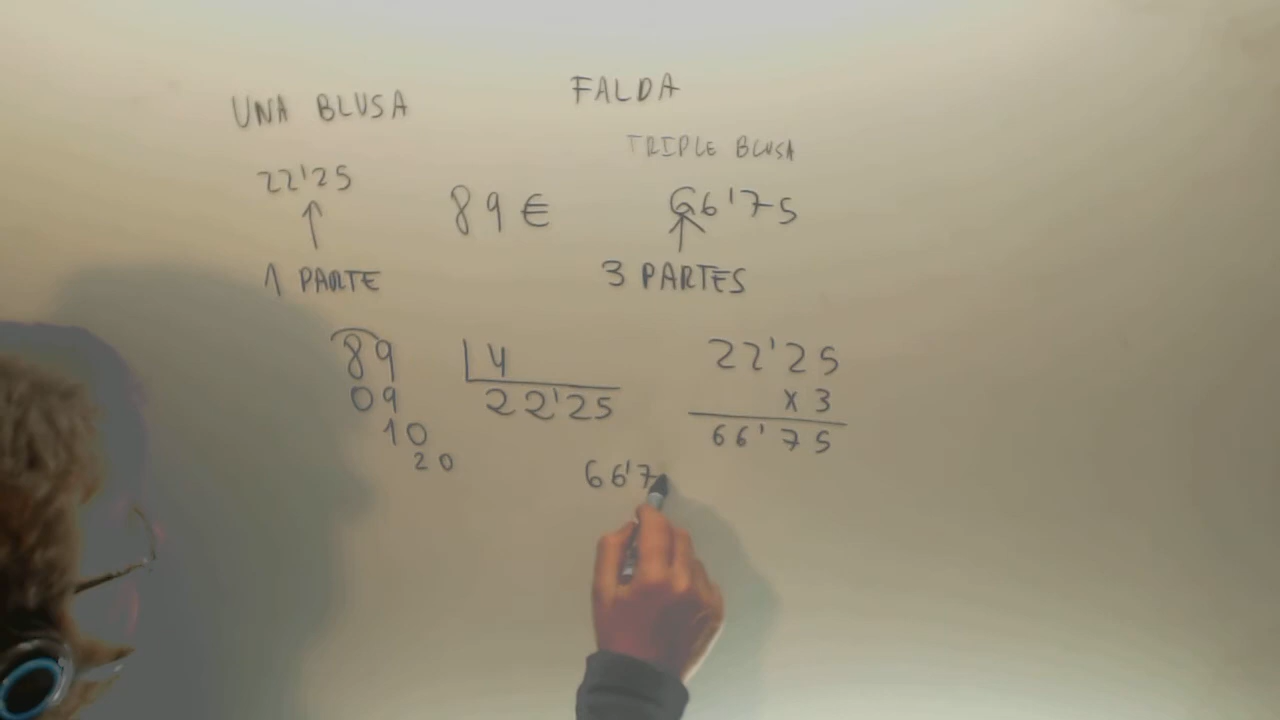 UNA BLUSA
FALDA
TRIPLE BLUSA
22'25
89€
66'75
1 PARTE
3 PARTES
89 4
09 22'25
10
20
22'25
x 3
66'75
66'7